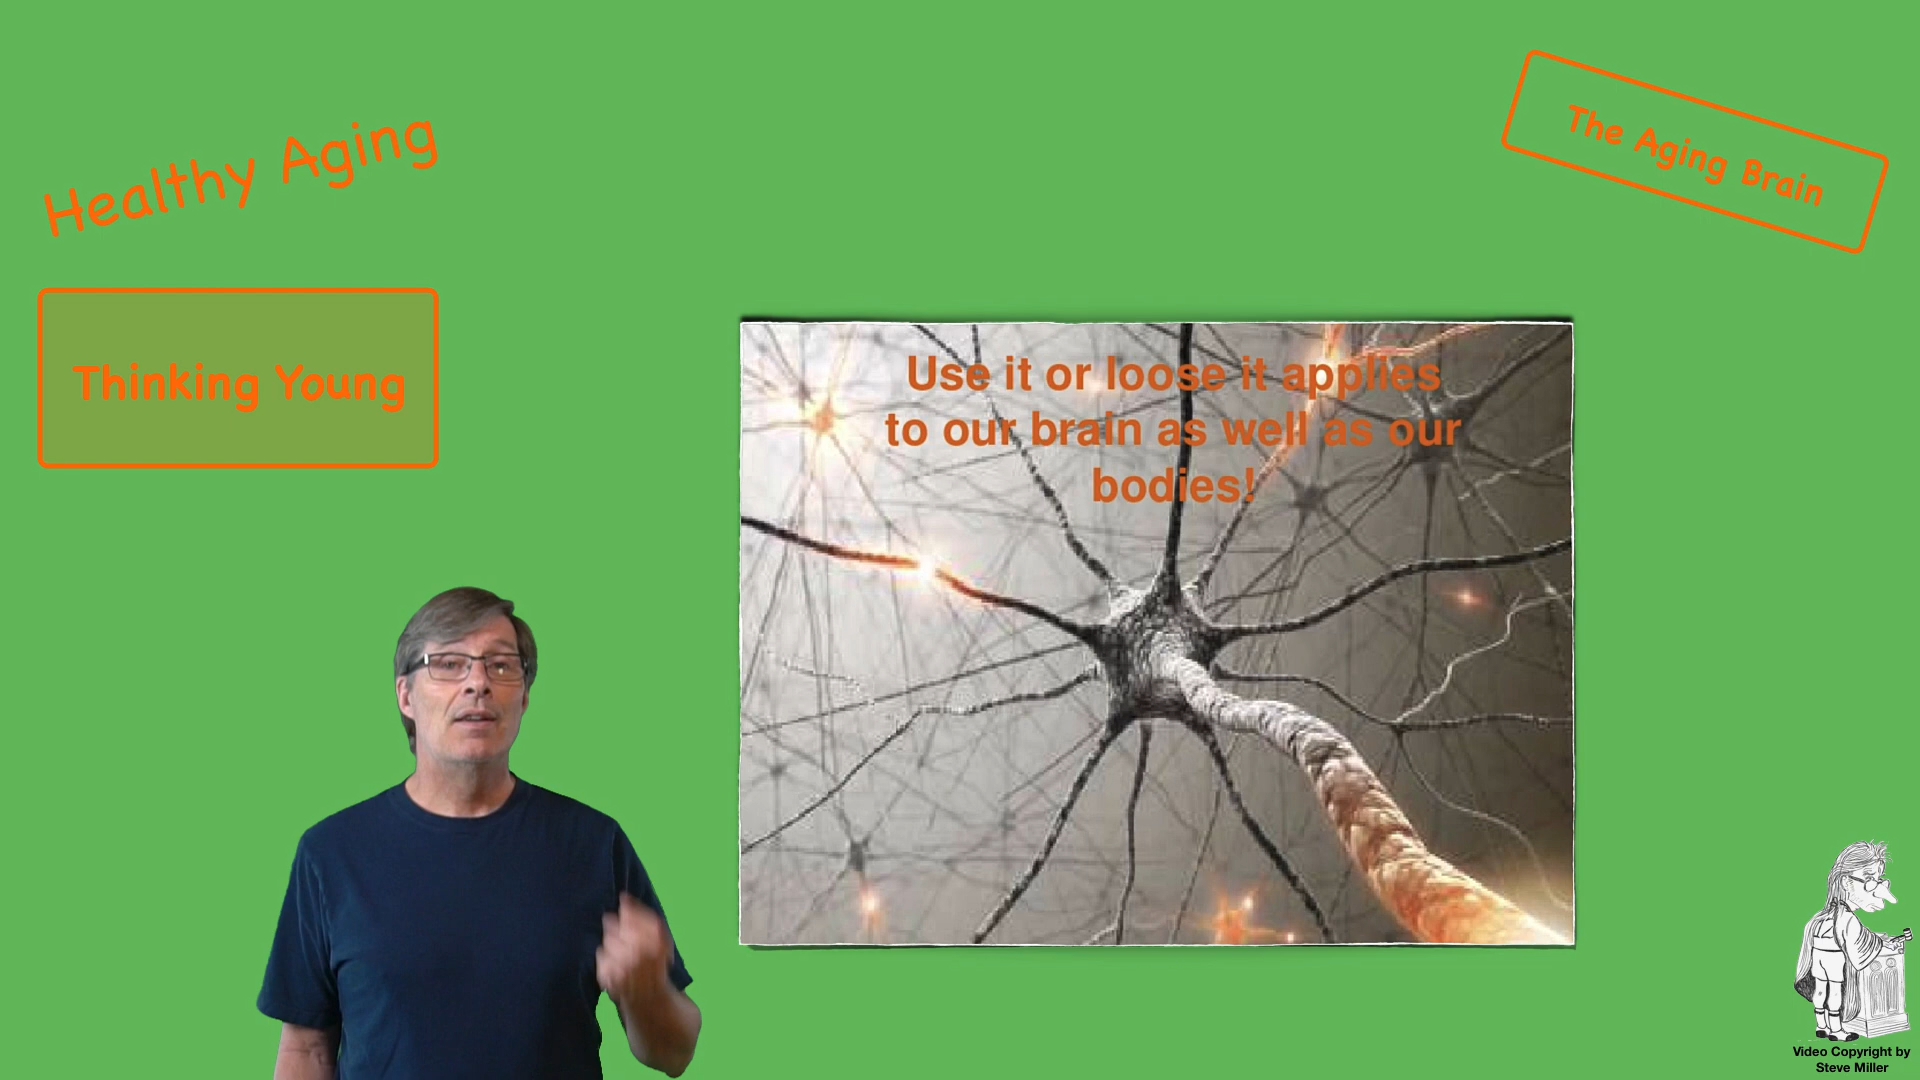 Healthy Aging
The Aging Brain
Thinking Young
Use it or loose it applies
to our brain as well as our
bodies!
Video Copyright by
Steve Miller